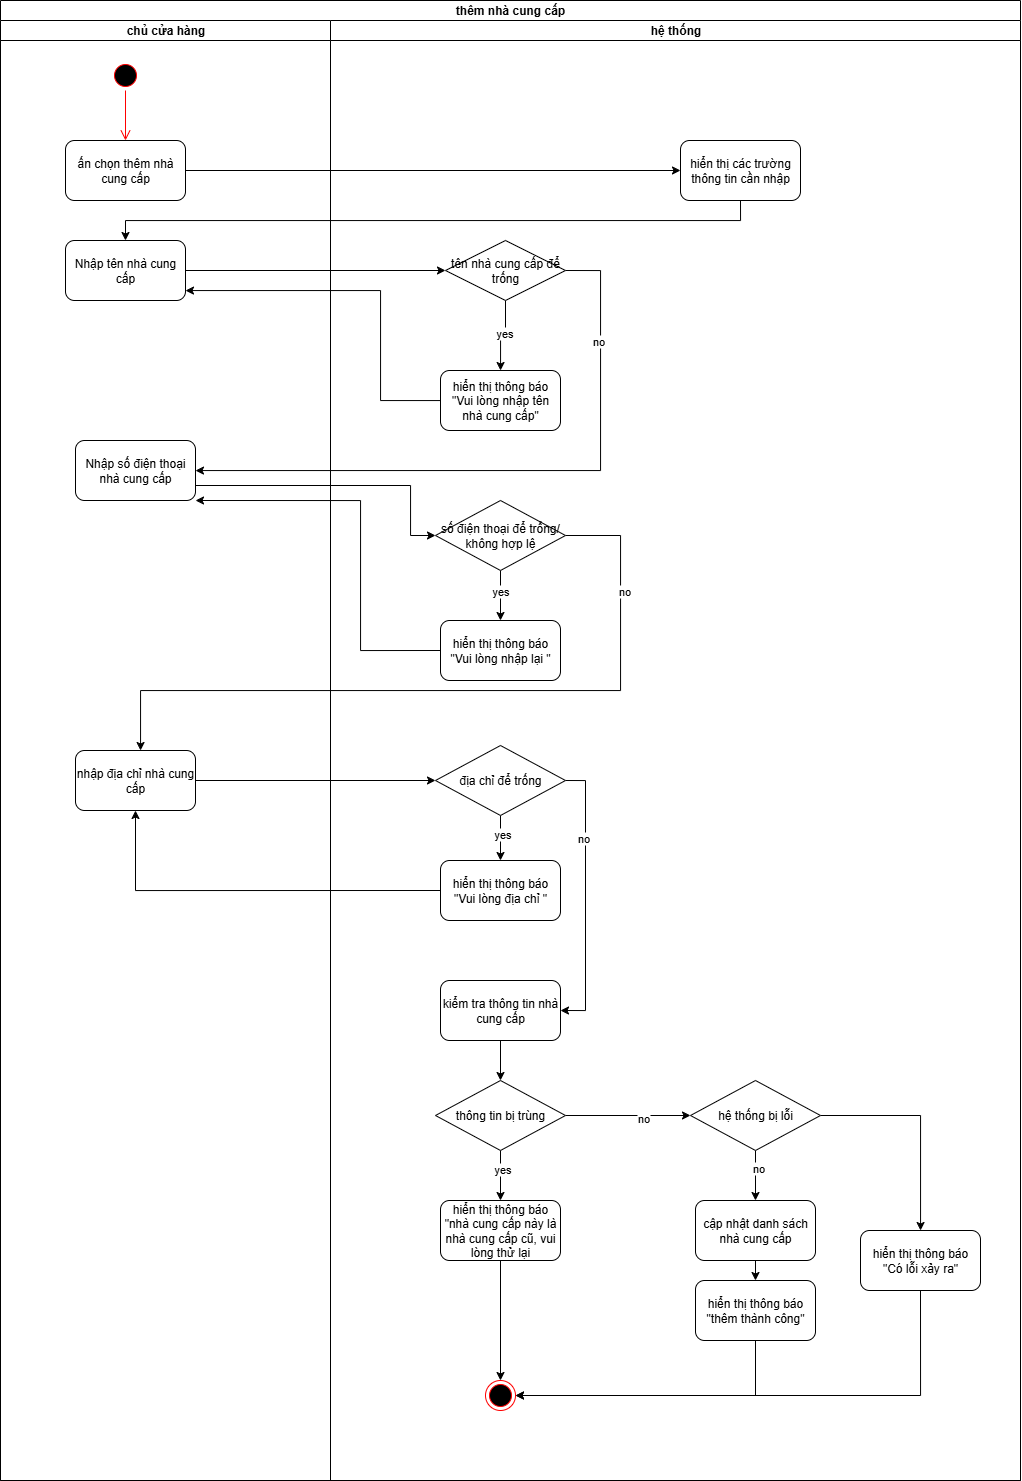 thêm nhà cung cấp
chủ cửa hàng
hệ thống
ấn chọn thêm nhà
cung cấp
hiển thị các trường
thông tin cần nhập
Nhập tên nhà cung
cấp
tên nhà cung cấp để
trống
yes
no
hiển thị thông báo
"Vui lòng nhập tên
nhà cung cấp"
Nhập số điện thoại
nhà cung cấp
số điện thoại để trống/
không hợp lệ
yes
no
hiển thị thông báo
"Vui lòng nhập lại "
nhập địa chỉ nhà cung
cấp
địa chỉ để trống
yes
no
hiển thị thông báo
"Vui lòng địa chỉ "
kiểm tra thông tin nhà
cung cấp
thông tin bị trùng
no
hệ thống bị lỗi
yes
no
hiển thị thông báo
"nhà cung cấp này là
nhà cung cấp cũ, vui
lòng thử lại
cập nhật danh sách
nhà cung cấp
hiển thị thông báo
"Có lỗi xảy ra"
hiển thị thông báo
"thêm thành công"